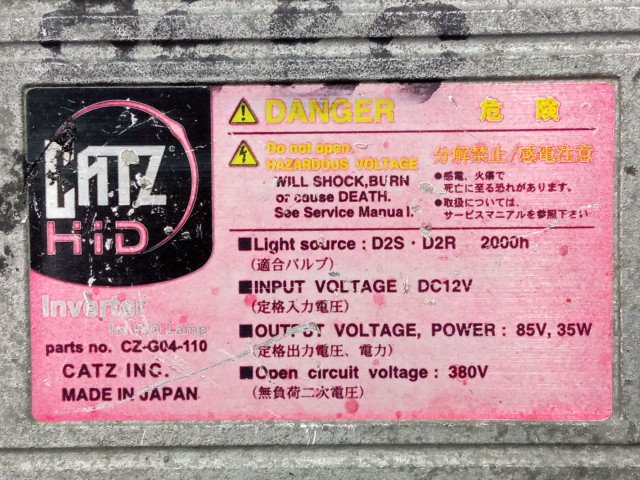 CATZ
HiD
Inverter
for HiD Lamp
parts no. CZ-G04-110
CATZ INC.
MADE IN JAPAN
DANGER 危険
Do not open.
HAZARDOUS VOLTAGE
WILL SHOCK,BURN
or cause DEATH.
See Service Manual.
分解禁止/感電注意
●感電、火傷で
死亡に至る恐れがあります。
●取扱については、
サービスマニアルを参照下さい
■Light source : D2S · D2R 2000h
(適合バルブ)
■INPUT VOLTAGE : DC12V
(定格入力電圧)
■OUTPUT VOLTAGE, POWER : 85V, 35W
(定格出力電圧、電力)
■Open circuit voltage : 380V
(無負荷二次電圧)